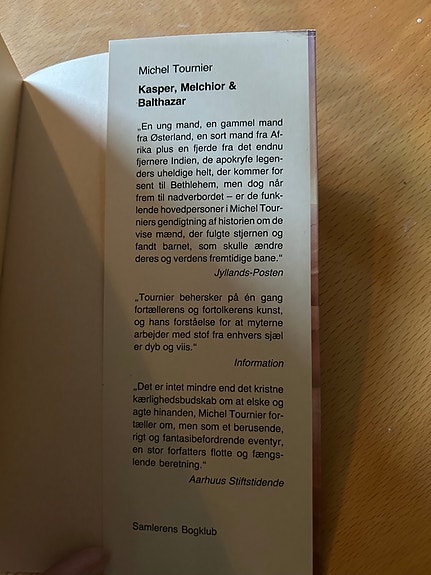 Michel Tournier
Kasper, Melchior &
Balthazar
„En ung mand, en gammel mand
fra Østerland, en sort mand fra Af-
rika plus en fjerde fra det endnu
fjernere Indien, de apokryfe legen-
ders uheldige helt, der kommer for
sent til Bethlehem, men dog når
frem til nadverbordet – er de funk-
lende hovedpersoner i Michel Tour-
niers gendigtning af historien om de
vise mænd, der fulgte stjernen og
fandt barnet, som skulle ændre
deres og verdens fremtidige bane.“
Jyllands-Posten
„Tournier behersker på én gang
fortællerens og fortolkerens kunst,
og hans forståelse for at myterne
arbejder med stof fra enhvers sjæl
er dyb og viis.“
Information
„Det er intet mindre end det kristne
kærlighedsbudskab om at elske og
agte hinanden, Michel Tournier for-
tæller om, men som et berusende,
rigt og fantasibefordrende eventyr,
en stor forfatters flotte og fængs-
lende beretning.“
Aarhuus Stiftstidende
Samlerens Bogklub